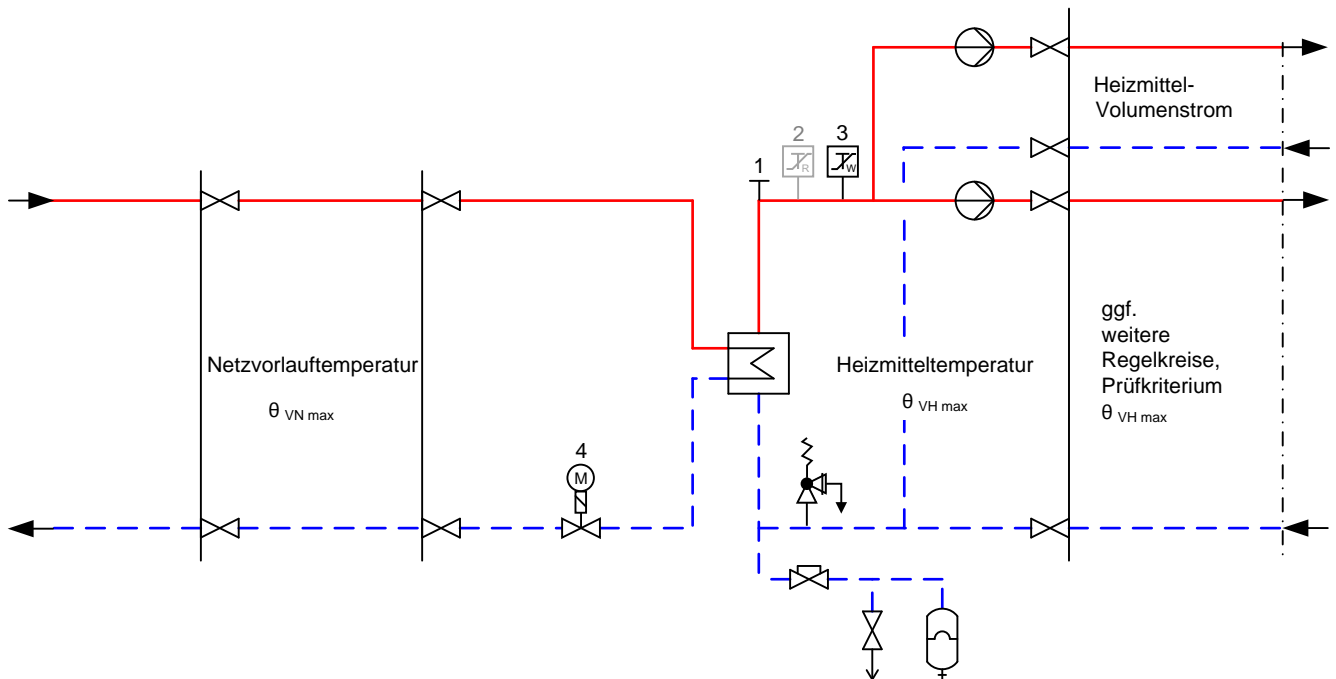 Heizmittel-
Volumenstrom
2
3
1
R
W
Netzvorlauftemperatur
θ VN max
Heizmitteltemperatur
θ VH max
ggf.
weitere
Regelkreise,
Prüfkriterium
θ VH max
4
M